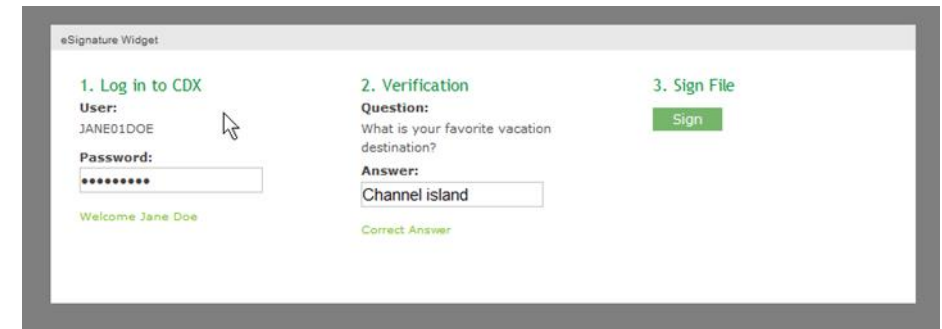 eSignature Widget
1. Log in to CDX
User:
JANE01DOE
Password:
•••••••••
Welcome Jane Doe
2. Verification
Question:
What is your favorite vacation
destination?
Answer:
Channel island
Correct Answer
3. Sign File
Sign